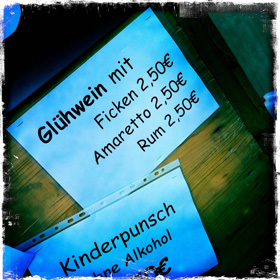 Glühwein mit
Ficken 2,50€
Amaretto 2,50€
Rum 2,50€
Kinderpunsch
Alkohol
€